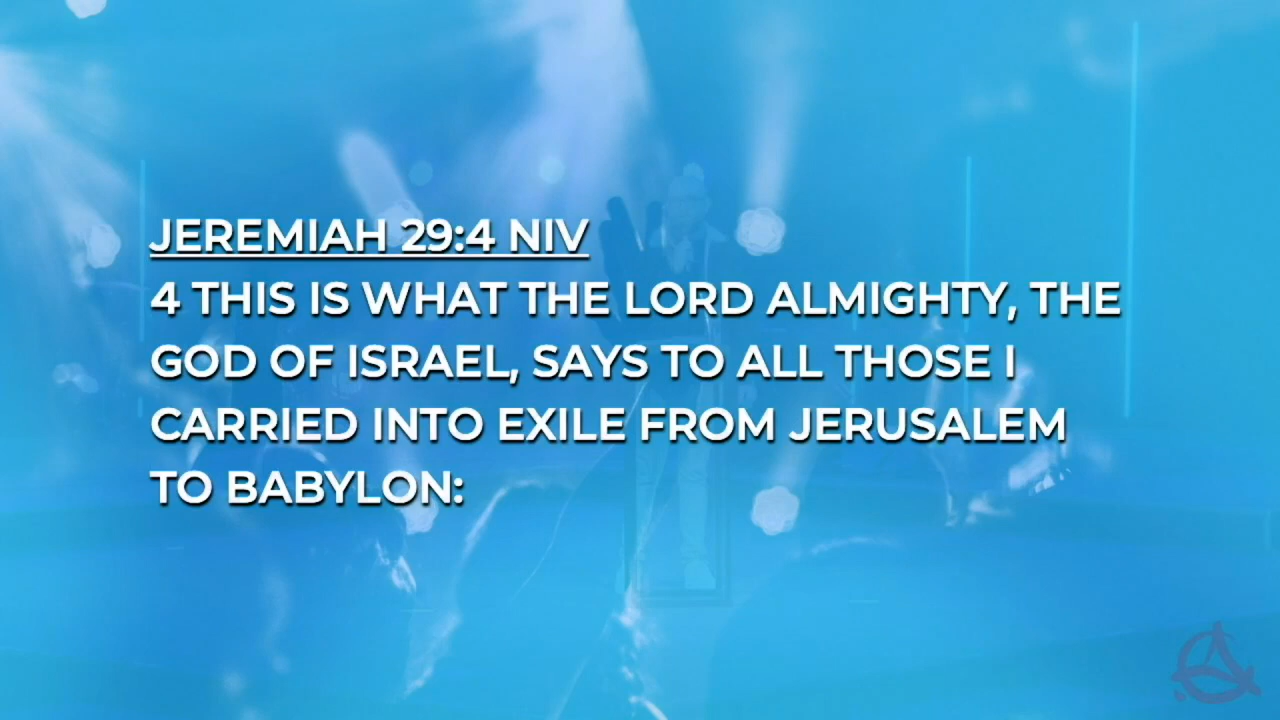 JEREMIAH 29:4 NIV
4 THIS IS WHAT THE LORD ALMIGHTY, THE
GOD OF ISRAEL, SAYS TO ALL THOSE I
CARRIED INTO EXILE FROM JERUSALEM
TO BABYLON: